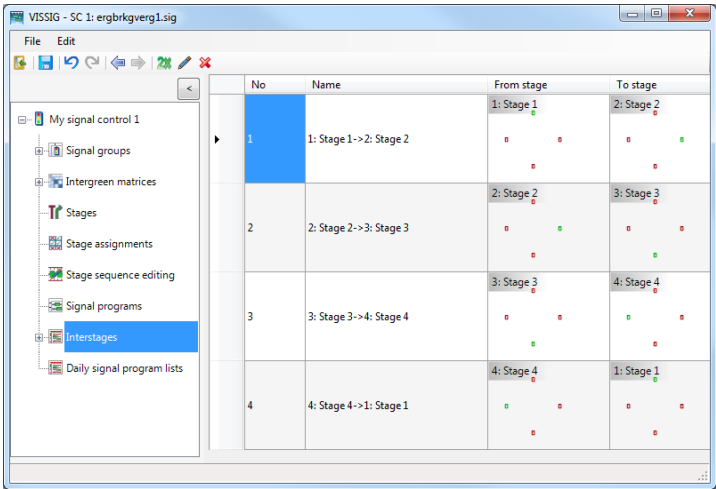 VISSIG - SC 1: ergbrkgverg1.sig
File Edit
<
No Name From stage To stage
My signal control 1
Signal groups
Intergreen matrices
Stages
Stage assignments
Stage sequence editing
Signal programs
Interstages
Daily signal program lists
1: Stage 1 2: Stage 2
1 1: Stage 1->2: Stage 2
2: Stage 2 3: Stage 3
2 2: Stage 2->3: Stage 3
3: Stage 3 4: Stage 4
3 3: Stage 3->4: Stage 4
4: Stage 4 1: Stage 1
4 4: Stage 4->1: Stage 1